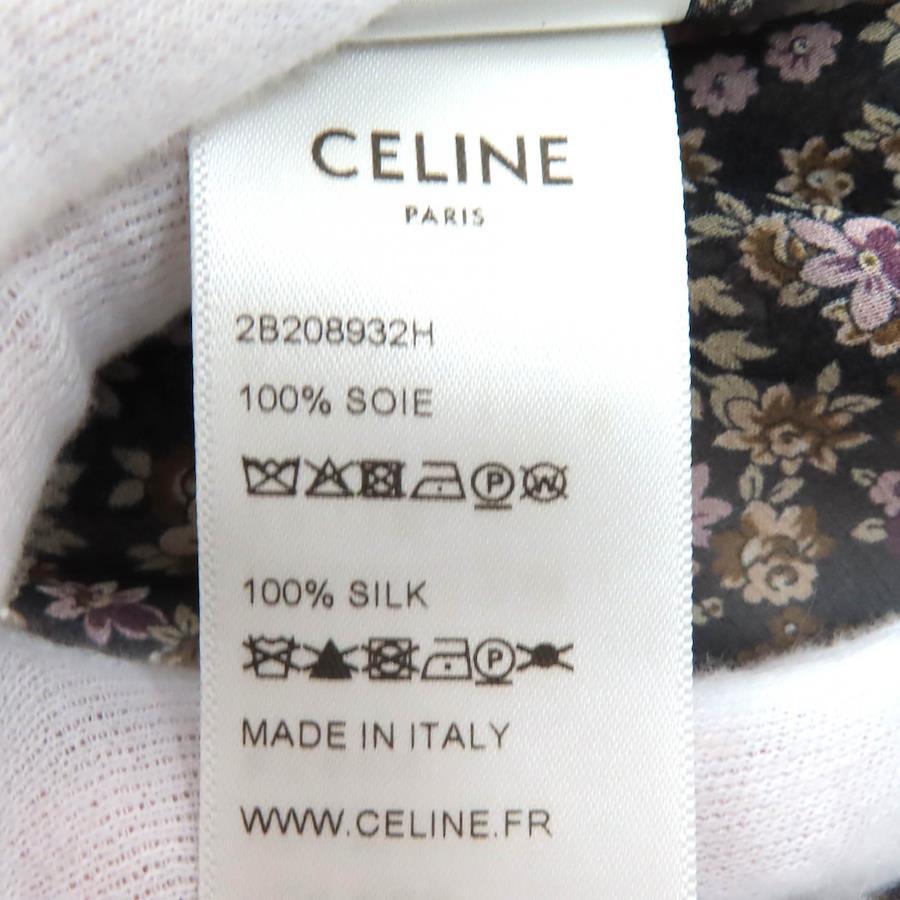 CELINE
PARIS
2B208932H
100% SOIE
P W
100% SILK
P
MADE IN ITALY
WWW.CELINE.FR